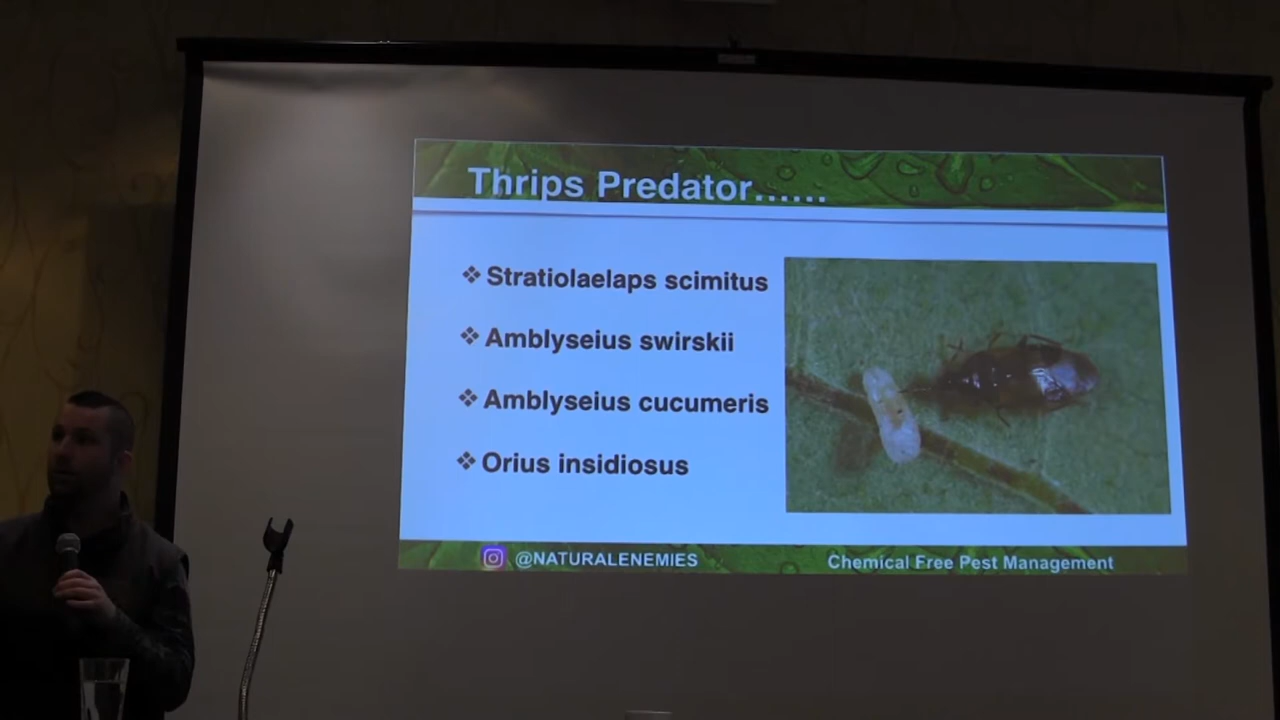 Thrips Predator......
❖ Stratiolaelaps scimitus
❖ Amblyseius swirskii
❖ Amblyseius cucumeris
❖ Orius insidiosus
@NATURALENEMIES
Chemical Free Pest Management